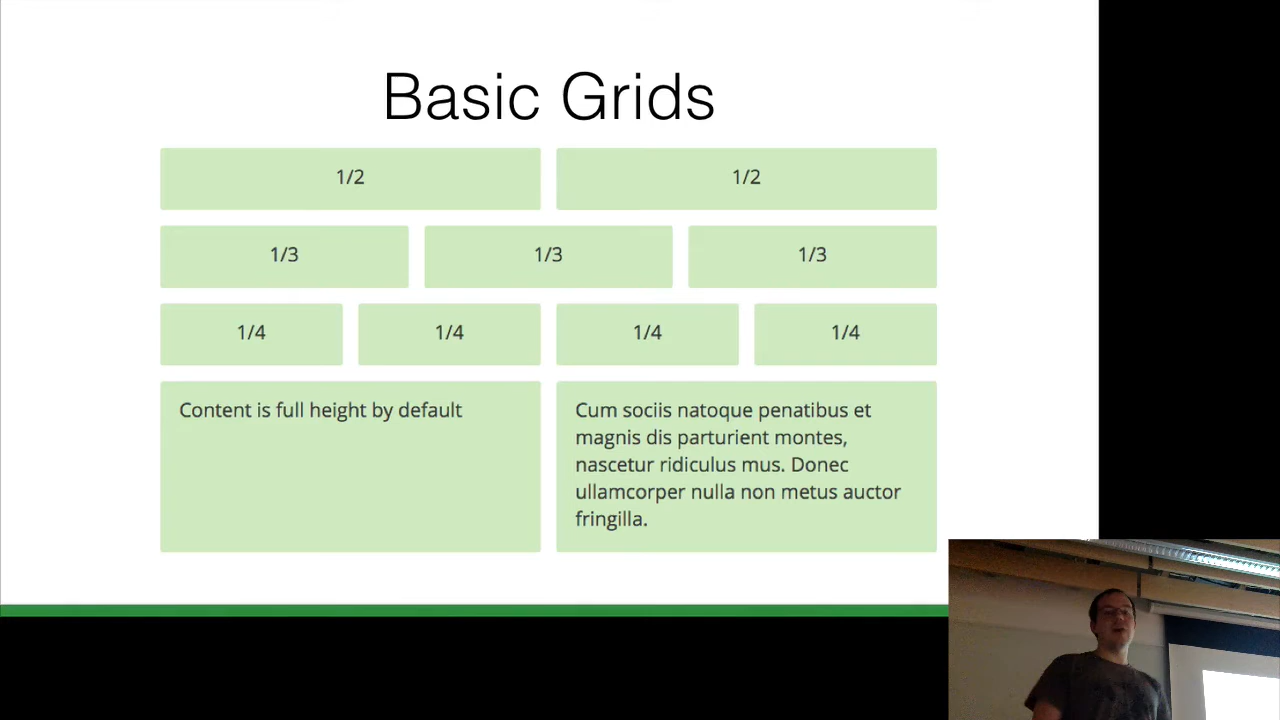 Basic Grids
1/2 1/2
1/3 1/3 1/3
1/4 1/4 1/4 1/4
Content is full height by default
Cum sociis natoque penatibus et
magnis dis parturient montes,
nascetur ridiculus mus. Donec
ullamcorper nulla non metus auctor
fringilla.